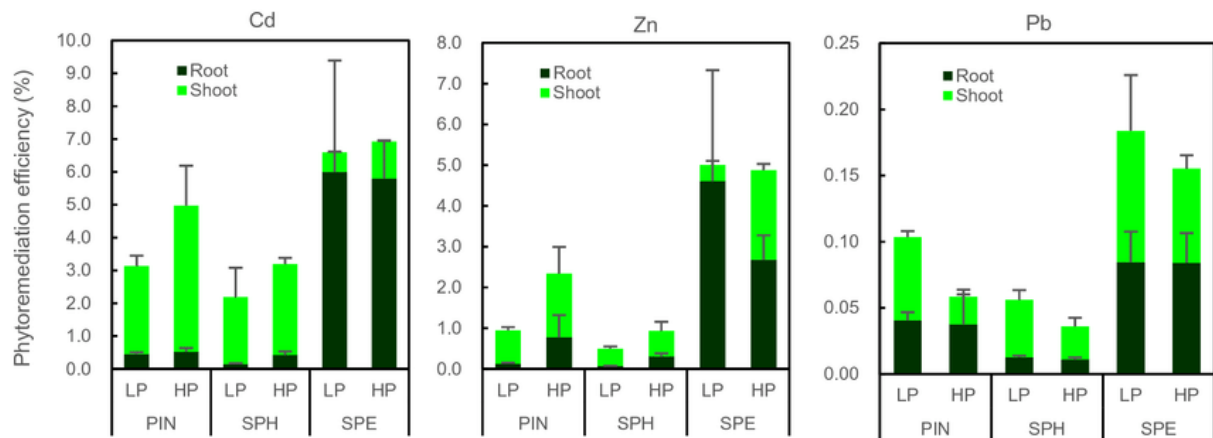 Cd
Zn
Pb
Phytoremediation efficiency (%)
10.0
9.0
8.0
7.0
6.0
5.0
4.0
3.0
2.0
1.0
0.0
Root
Shoot
LP HP LP HP LP HP
PIN SPH SPE
8.0
7.0
6.0
5.0
4.0
3.0
2.0
1.0
0.0
Root
Shoot
LP HP LP HP LP HP
PIN SPH SPE
0.25
0.20
0.15
0.10
0.05
0.00
Root
Shoot
LP HP LP HP LP HP
PIN SPH SPE